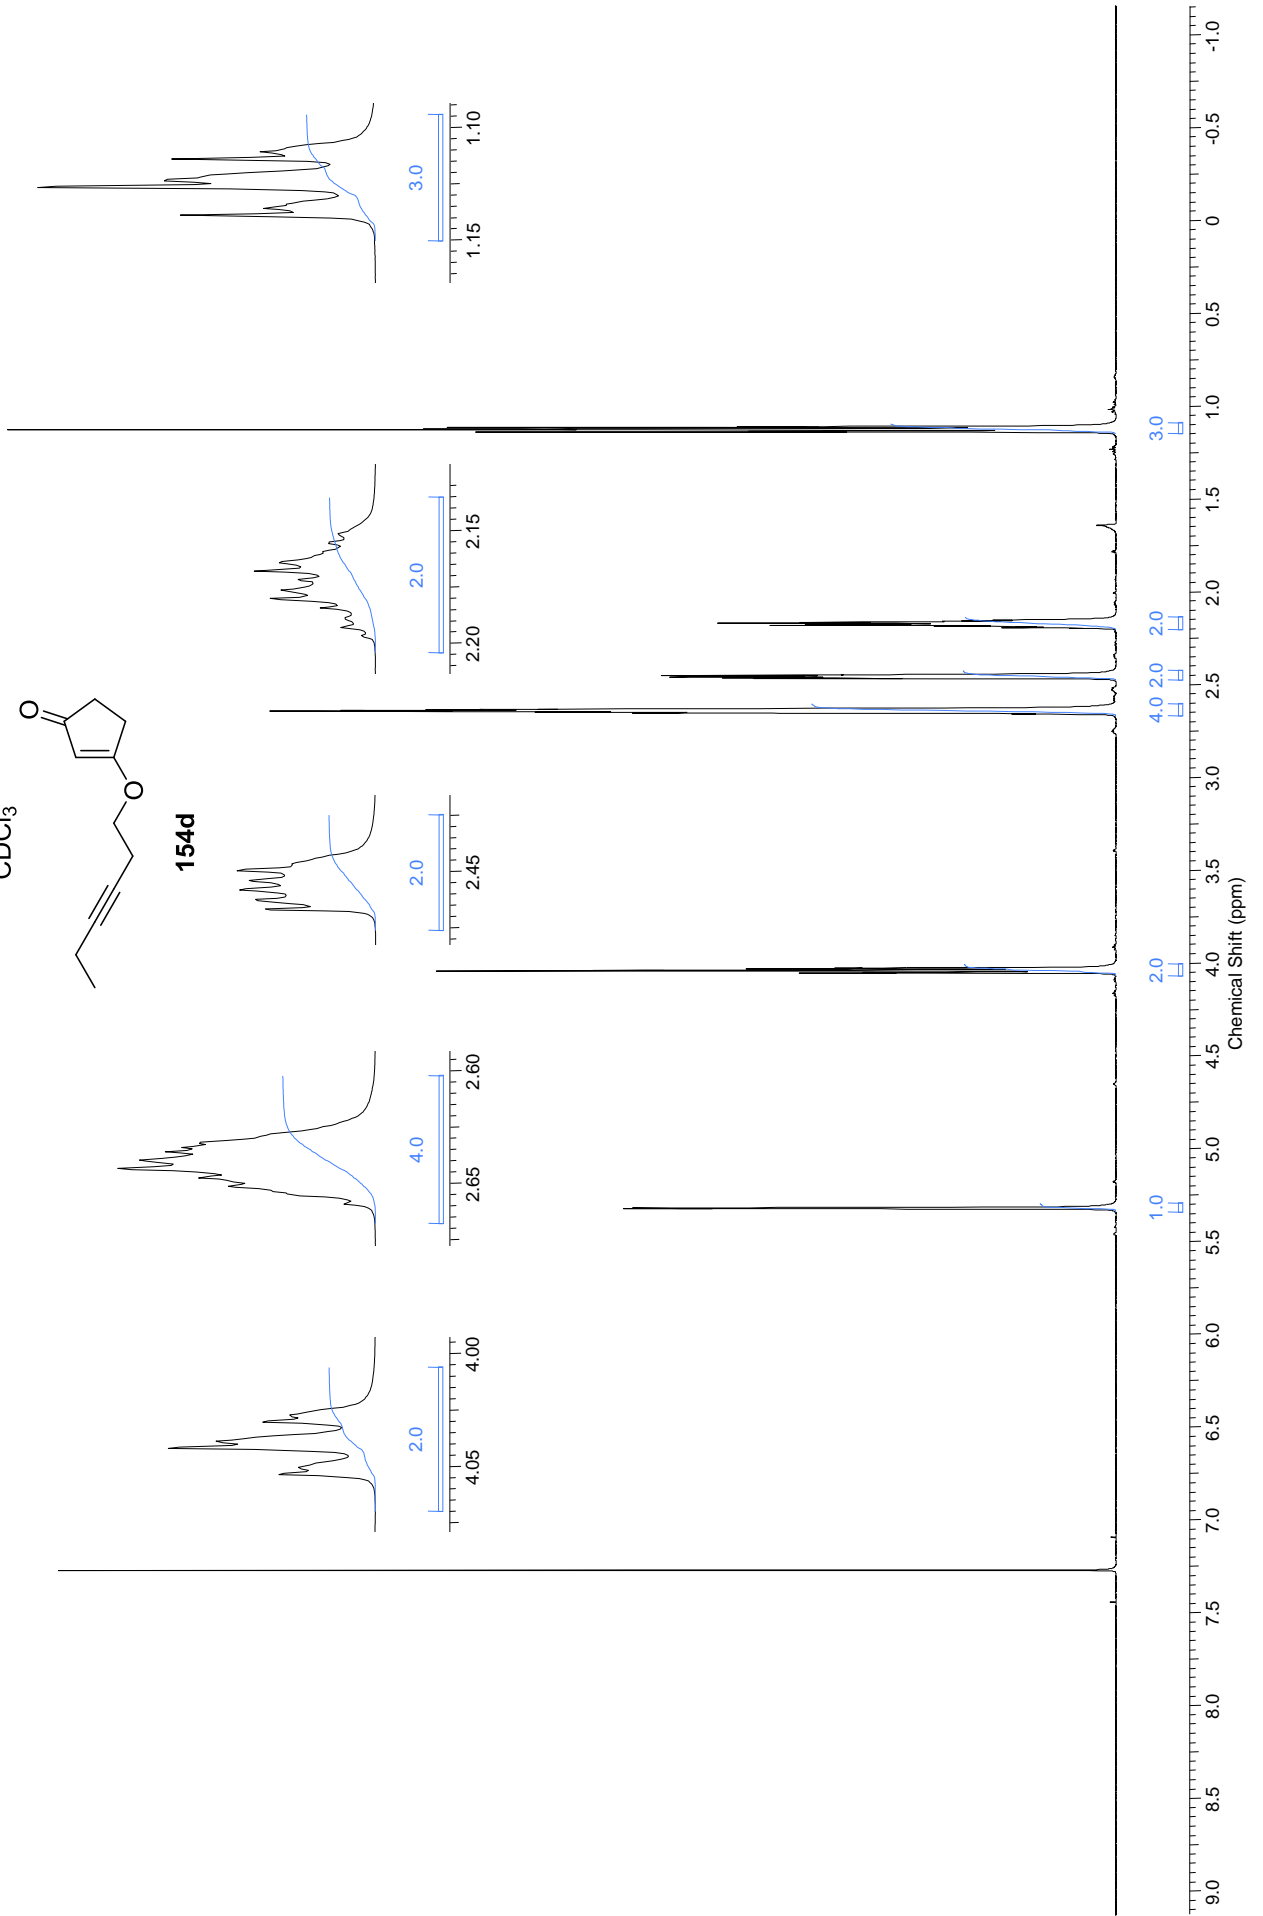 CDCl3
O
O
154d
2.0 4.0 2.0 2.0 3.0
4.05 4.00 2.65 2.60 2.45 2.20 2.15 1.15 1.10
1.0 2.0 4.0 2.0 2.0 3.0
9.0 8.5 8.0 7.5 7.0 6.5 6.0 5.5 5.0 4.5 4.0 3.5 3.0 2.5 2.0 1.5 1.0 0.5 0 -0.5 -1.0
Chemical Shift (ppm)